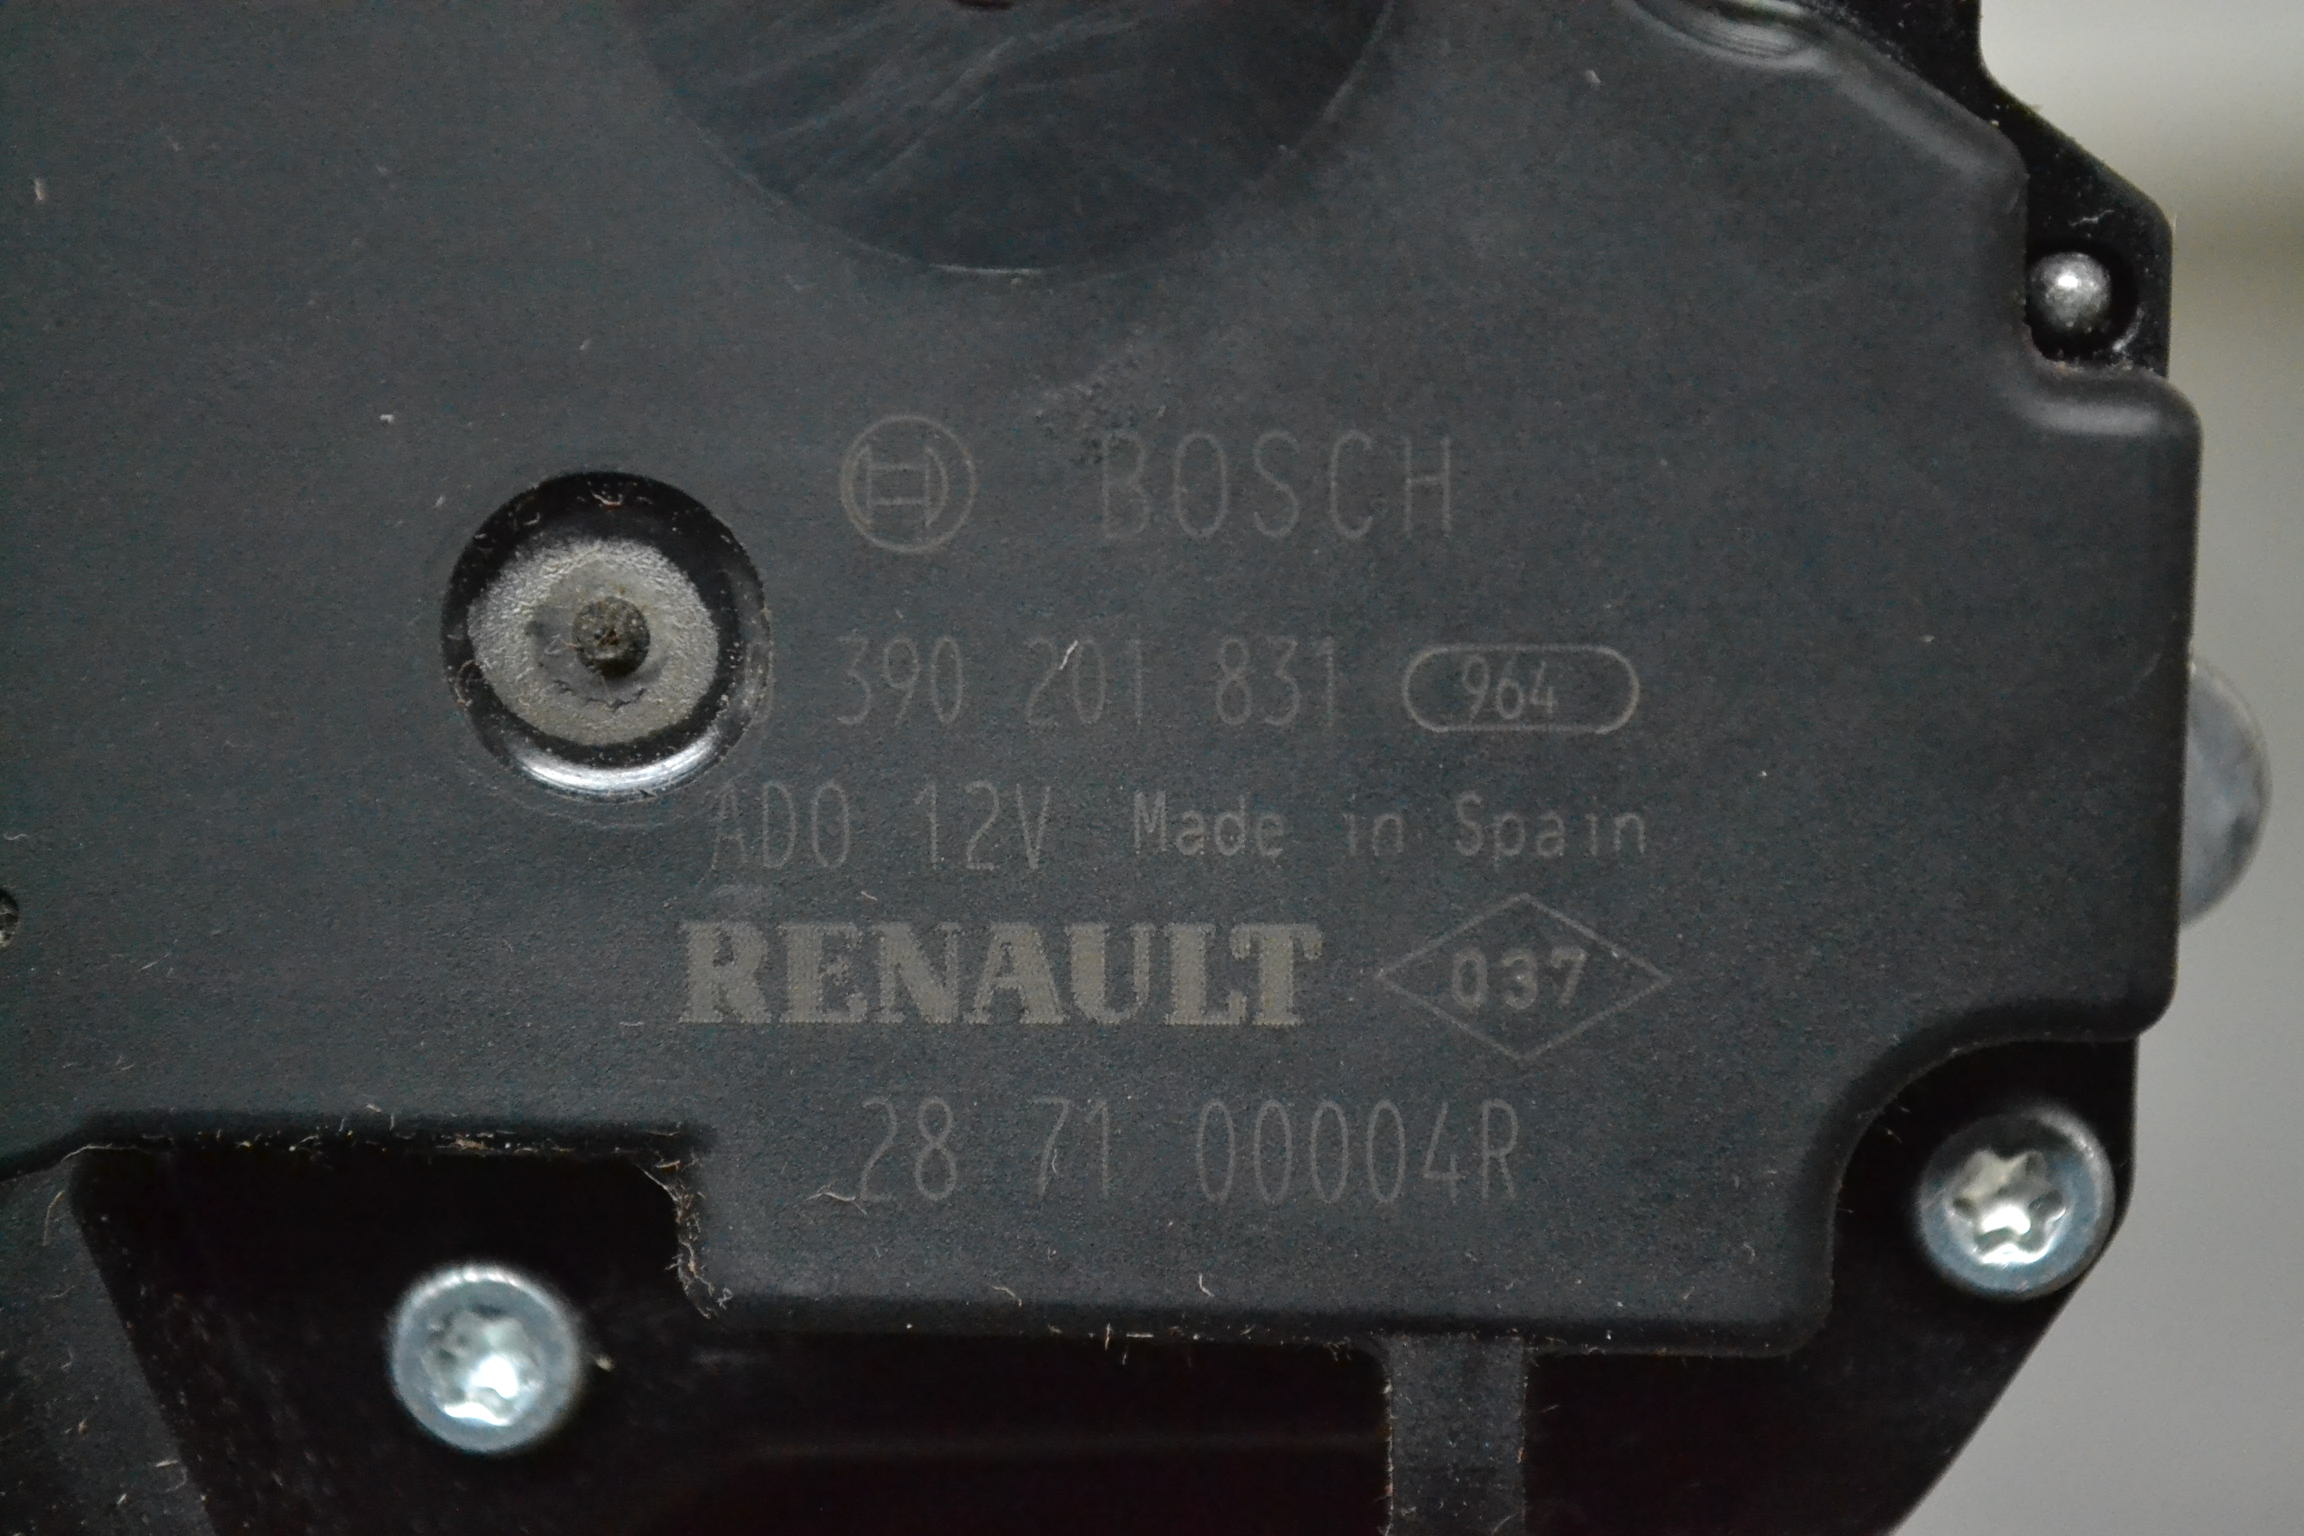 BOSCH
0 390 201 831 964
ADO 12V Made in Spain
RENAULT 037
28 71 00004R